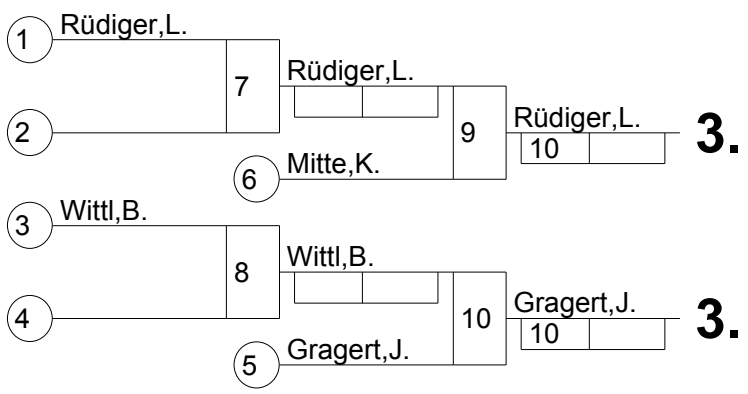 1 Rüdiger,L.
7
Rüdiger,L.
2
9
Rüdiger,L.
10
3.
6 Mitte,K.
3 Wittl,B.
8
Wittl,B.
4
10
Gragert,J.
10
3.
5 Gragert,J.